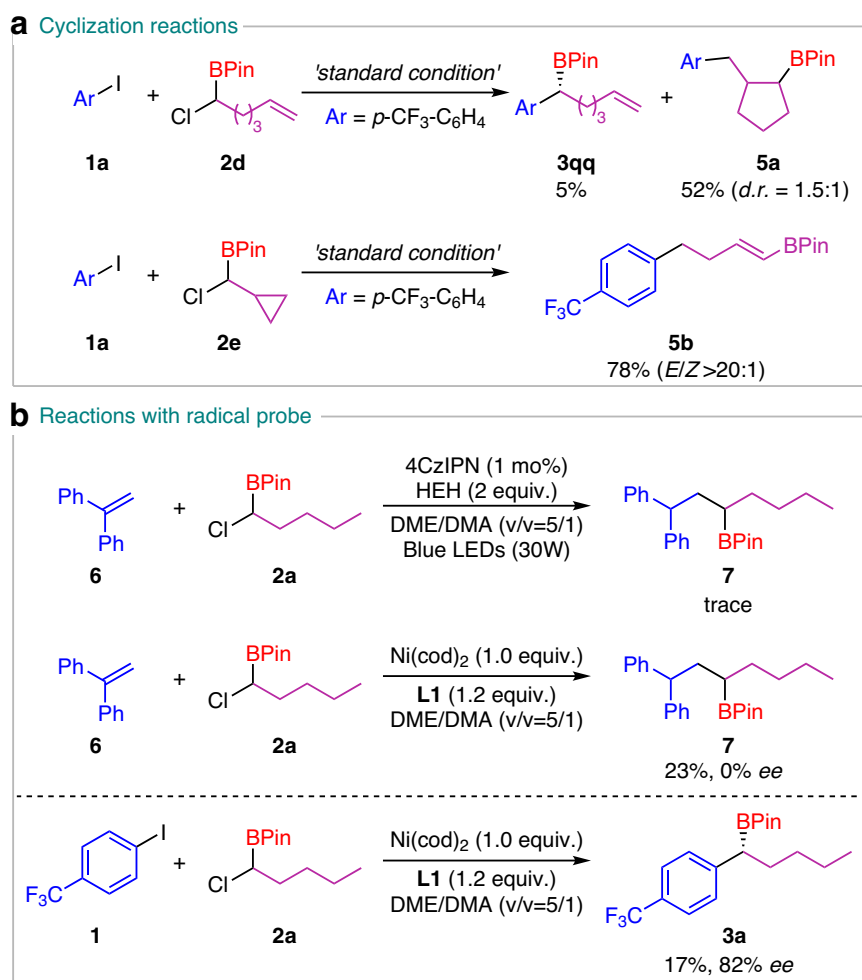 a Cyclization reactions
BPin
BPin
Ar
BPin
Ar I + Cl ( )3
'standard condition'
Ar = p-CF3-C6H4
Ar ( )3 +
1a 2d 3qq 5a
5% 52% (d.r. = 1.5:1)
BPin
Ar I + Cl
'standard condition'
Ar = p-CF3-C6H4
BPin
F3C
1a 2e 5b
78% (E/Z >20:1)
b Reactions with radical probe
Ph
Ph
+
BPin
Cl
4CzIPN (1 mo%)
HEH (2 equiv.)
DME/DMA (v/v=5/1)
Blue LEDs (30W)
Ph
Ph BPin
6 2a 7
trace
Ph
Ph
+
BPin
Cl
Ni(cod)2 (1.0 equiv.)
L1 (1.2 equiv.)
DME/DMA (v/v=5/1)
Ph
Ph BPin
6 2a 7
23%, 0% ee
I
F3C
+
BPin
Cl
Ni(cod)2 (1.0 equiv.)
L1 (1.2 equiv.)
DME/DMA (v/v=5/1)
BPin
F3C
1 2a 3a
17%, 82% ee